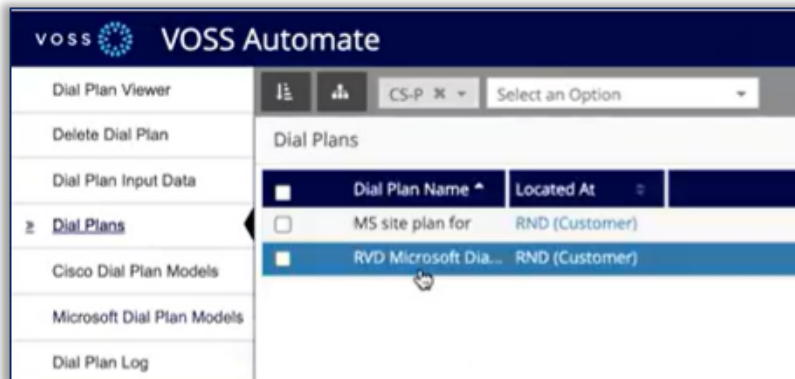 voss VOSS Automate
Dial Plan Viewer
Delete Dial Plan
Dial Plan Input Data
Dial Plans
Cisco Dial Plan Models
Microsoft Dial Plan Models
Dial Plan Log
CS-P Select an Option
Dial Plans
Dial Plan Name Located At
MS site plan for RND (Customer)
RVD Microsoft Dia... RND (Customer)